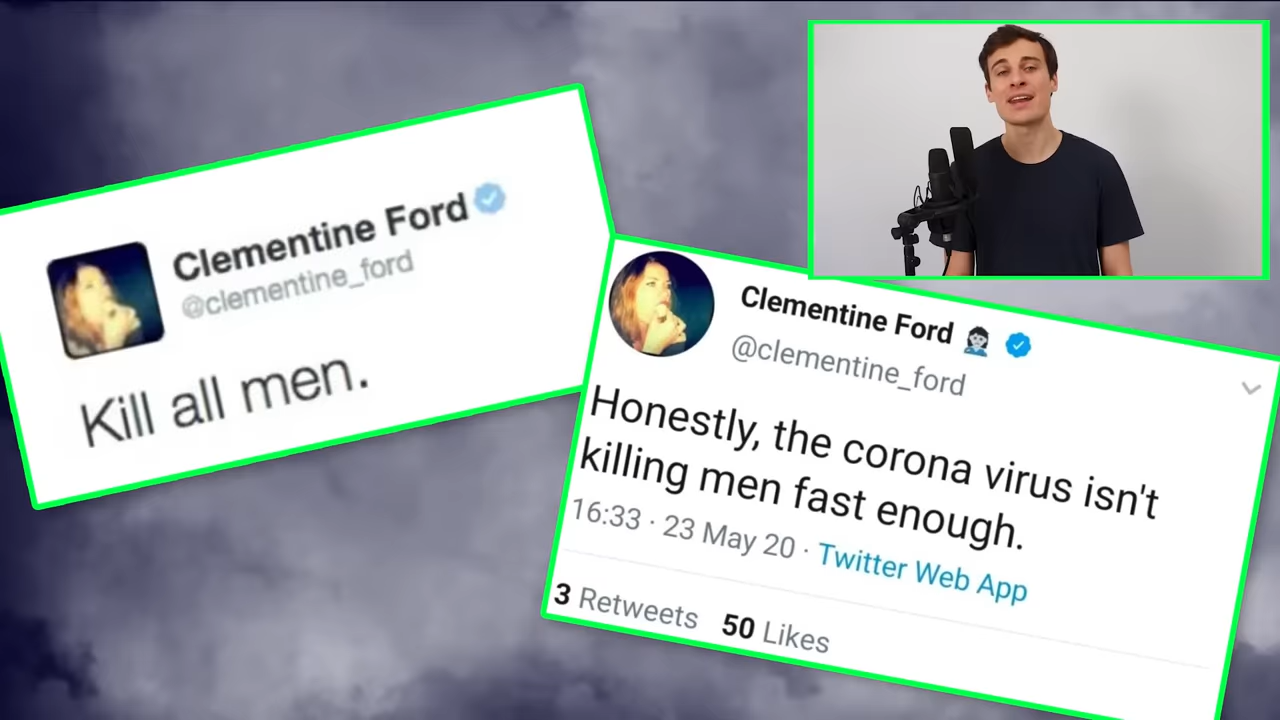 Clementine Ford
@clementine_ford
Kill all men.
Clementine Ford 🙍🏻‍♀️
@clementine_ford
Honestly, the corona virus isn't
killing men fast enough.
16:33 · 23 May 20 · Twitter Web App
3 Retweets 50 Likes